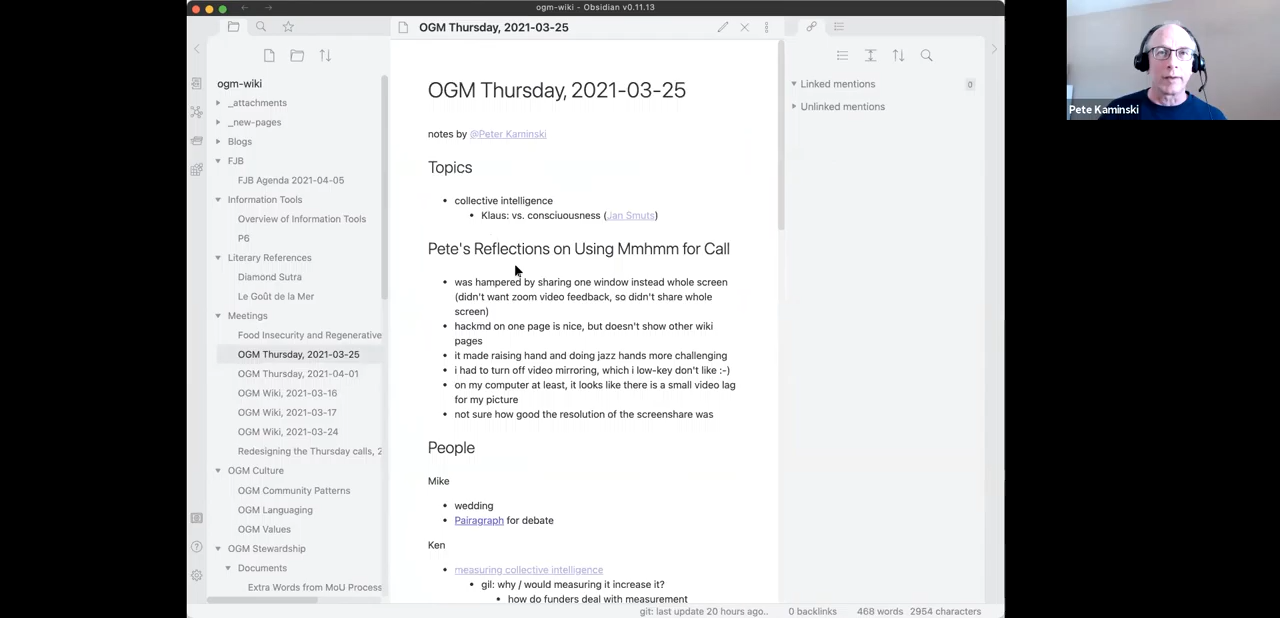 ogm-wiki - Obsidian v0.11.13
OGM Thursday, 2021-03-25
ogm-wiki
_attachments
_new-pages
Blogs
FJB
FJB Agenda 2021-04-05
Information Tools
Overview of Information Tools
P6
Literary References
Diamond Sutra
Le Goût de la Mer
Meetings
Food Insecurity and Regenerative
OGM Thursday, 2021-03-25
OGM Thursday, 2021-04-01
OGM Wiki, 2021-03-16
OGM Wiki, 2021-03-17
OGM Wiki, 2021-03-24
Redesigning the Thursday calls, 2
OGM Culture
OGM Community Patterns
OGM Languaging
OGM Values
OGM Stewardship
Documents
Extra Words from MoU Process
OGM Thursday, 2021-03-25
notes by @Peter Kaminski
Topics
• collective intelligence
• Klaus: vs. consciuousness (Jan Smuts)
Pete's Reflections on Using Mmhmm for Call
• was hampered by sharing one window instead whole screen
(didn't want zoom video feedback, so didn't share whole
screen)
• hackmd on one page is nice, but doesn't show other wiki
pages
• it made raising hand and doing jazz hands more challenging
• i had to turn off video mirroring, which i low-key don't like :-)
• on my computer at least, it looks like there is a small video lag
for my picture
• not sure how good the resolution of the screenshare was
People
Mike
• wedding
• Pairagraph for debate
Ken
• measuring collective intelligence
• gil: why / would measuring it increase it?
• how do funders deal with measurement
Linked mentions
0
Unlinked mentions
git: last update 20 hours ago.. 0 backlinks 468 words 2954 characters
Pete Kaminski